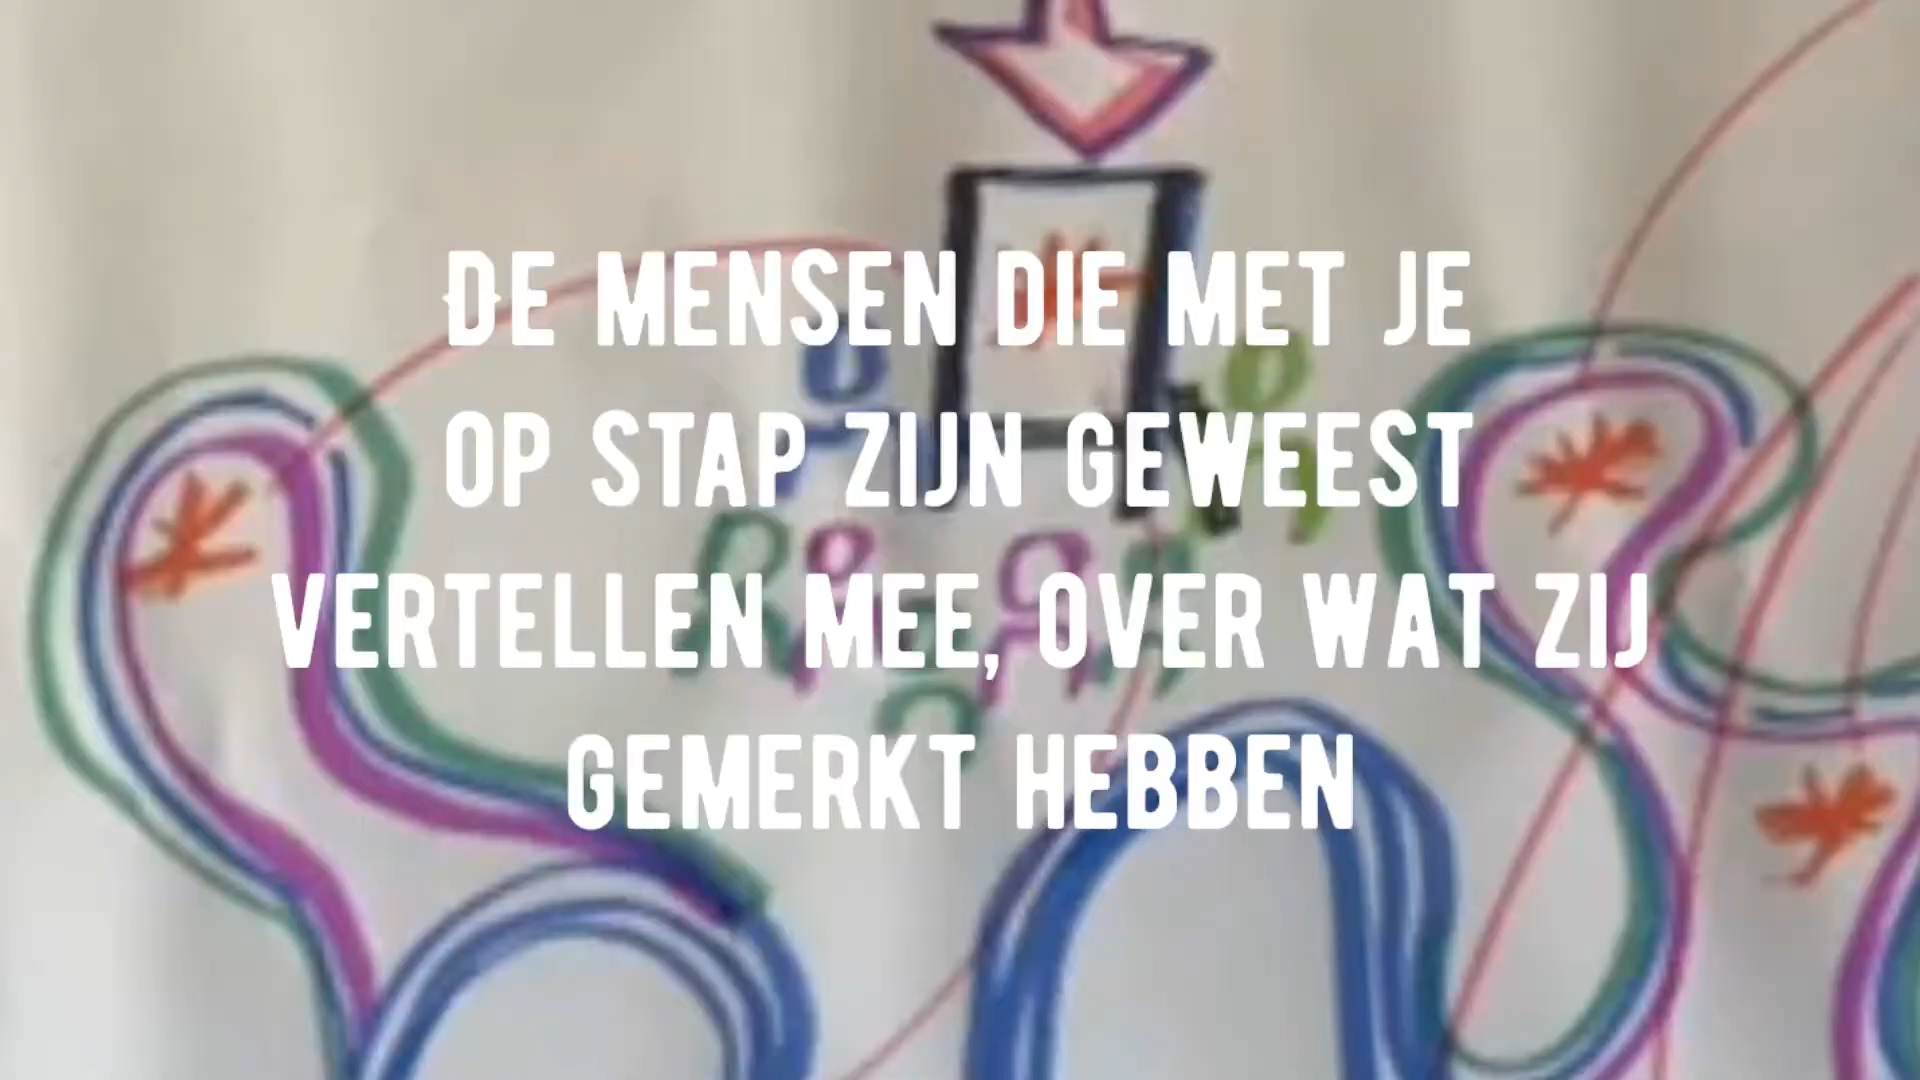 De mensen die met je
op stap zijn geweest
vertellen mee, over wat zij
gemerkt hebben